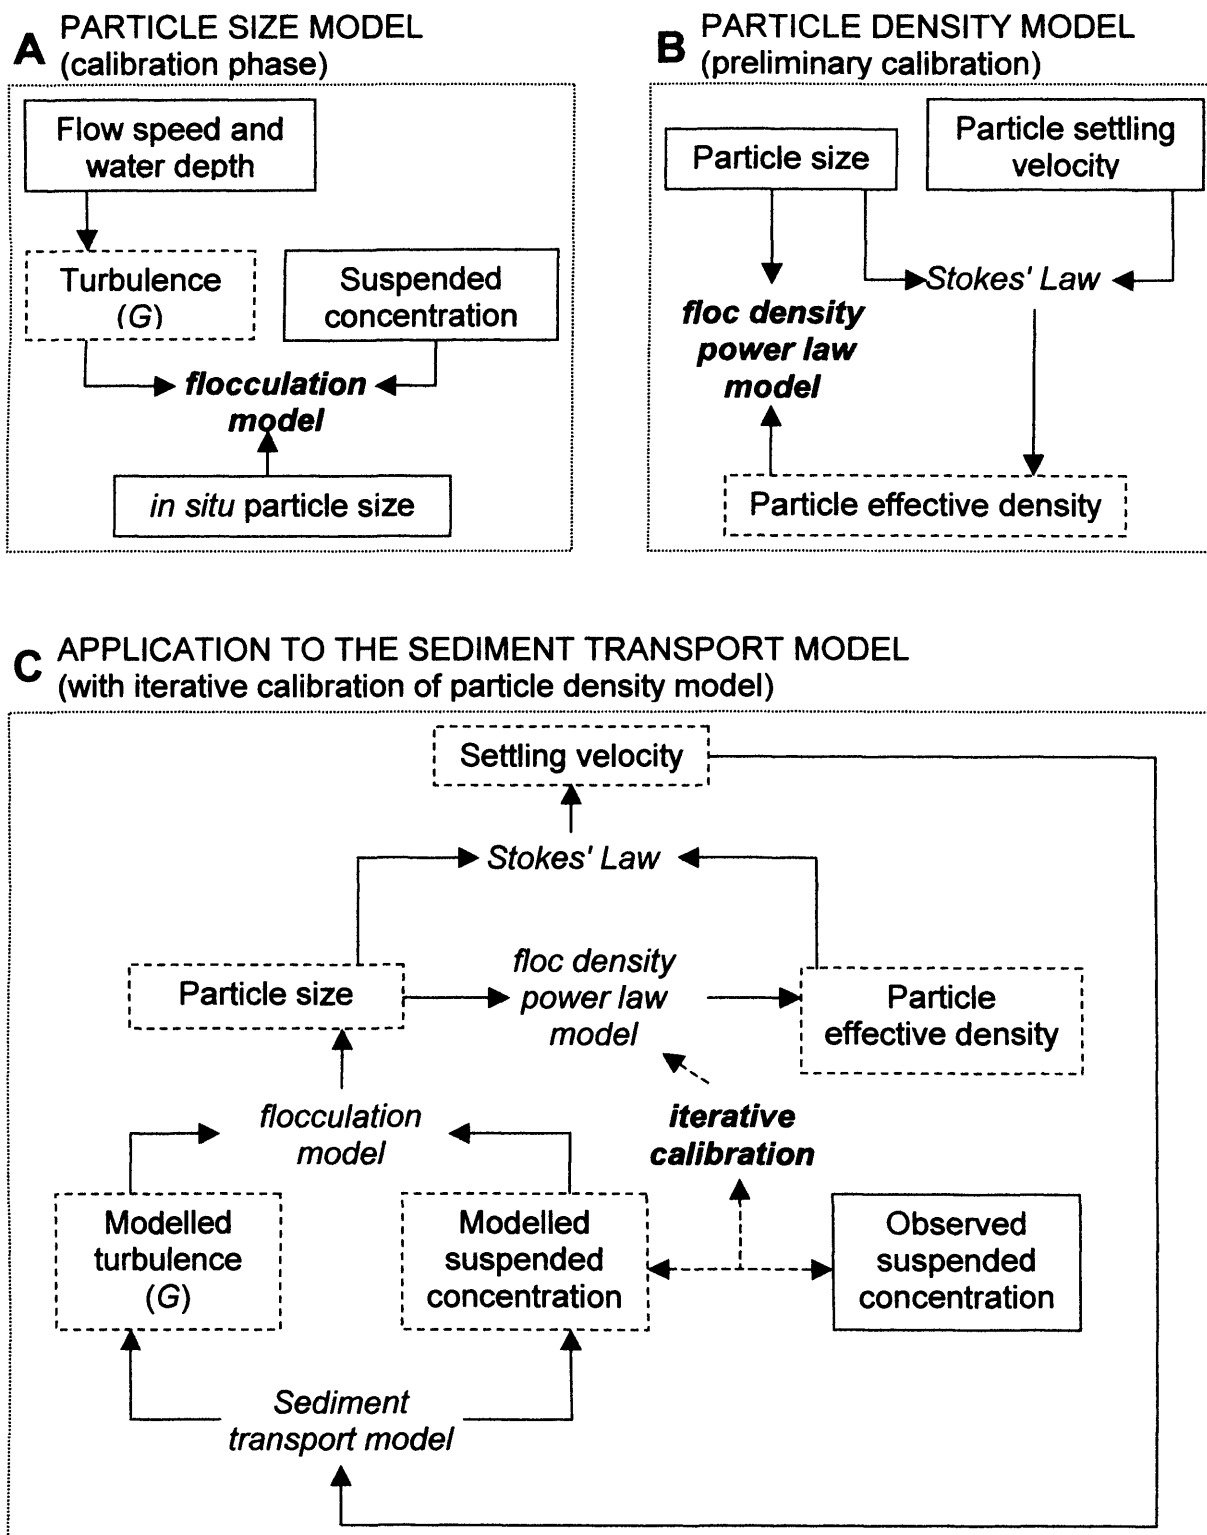 A PARTICLE SIZE MODEL
(calibration phase)
Flow speed and
water depth
Turbulence
(G)
Suspended
concentration
flocculation
model
in situ particle size
B PARTICLE DENSITY MODEL
(preliminary calibration)
Particle size
Particle settling
velocity
Stokes' Law
floc density
power law
model
Particle effective density
C APPLICATION TO THE SEDIMENT TRANSPORT MODEL
(with iterative calibration of particle density model)
Settling velocity
Stokes' Law
Particle size
floc density
power law
model
Particle
effective density
flocculation
model
iterative
calibration
Modelled
turbulence
(G)
Modelled
suspended
concentration
Observed
suspended
concentration
Sediment
transport model